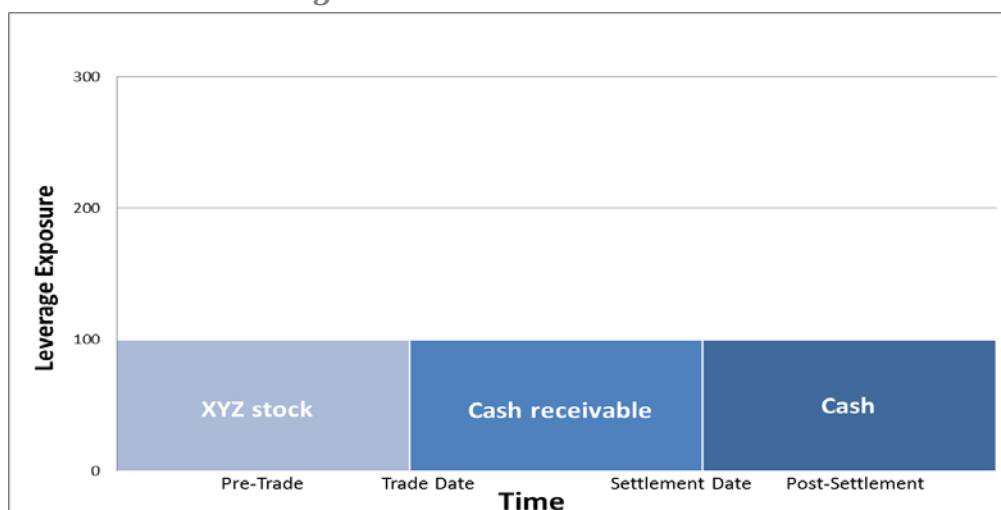 300
200
100
0
Leverage Exposure
XYZ stock
Cash receivable
Cash
Pre-Trade
Trade Date
Settlement Date
Post-Settlement
Time